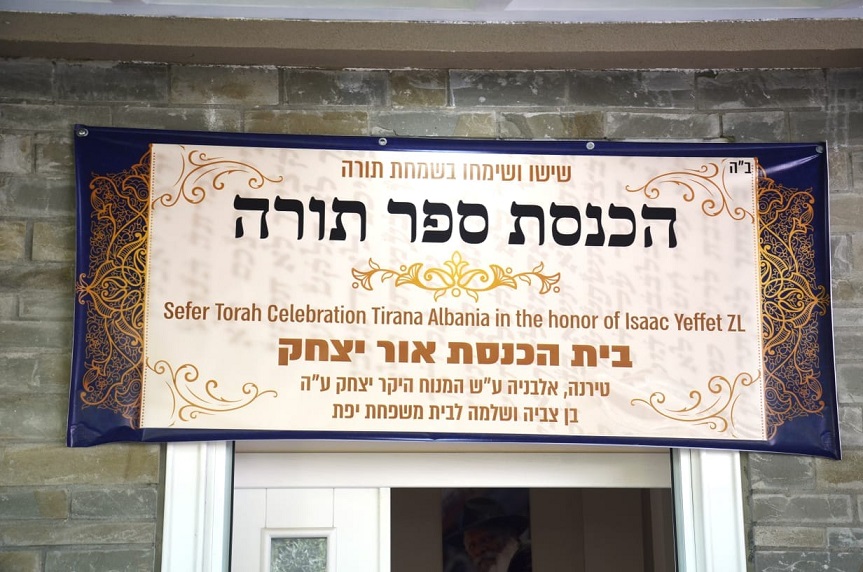 ב"ה
שישו ושימחו בשמחת תורה
הכנסת ספר תורה
Sefer Torah Celebration Tirana Albania in the honor of Isaac Yeffet ZL
בית הכנסת אור יצחק
טירנה, אלבניה ע"ש המנוח היקר יצחק ע"ה
בן צביה ושלמה לבית משפחת יפת